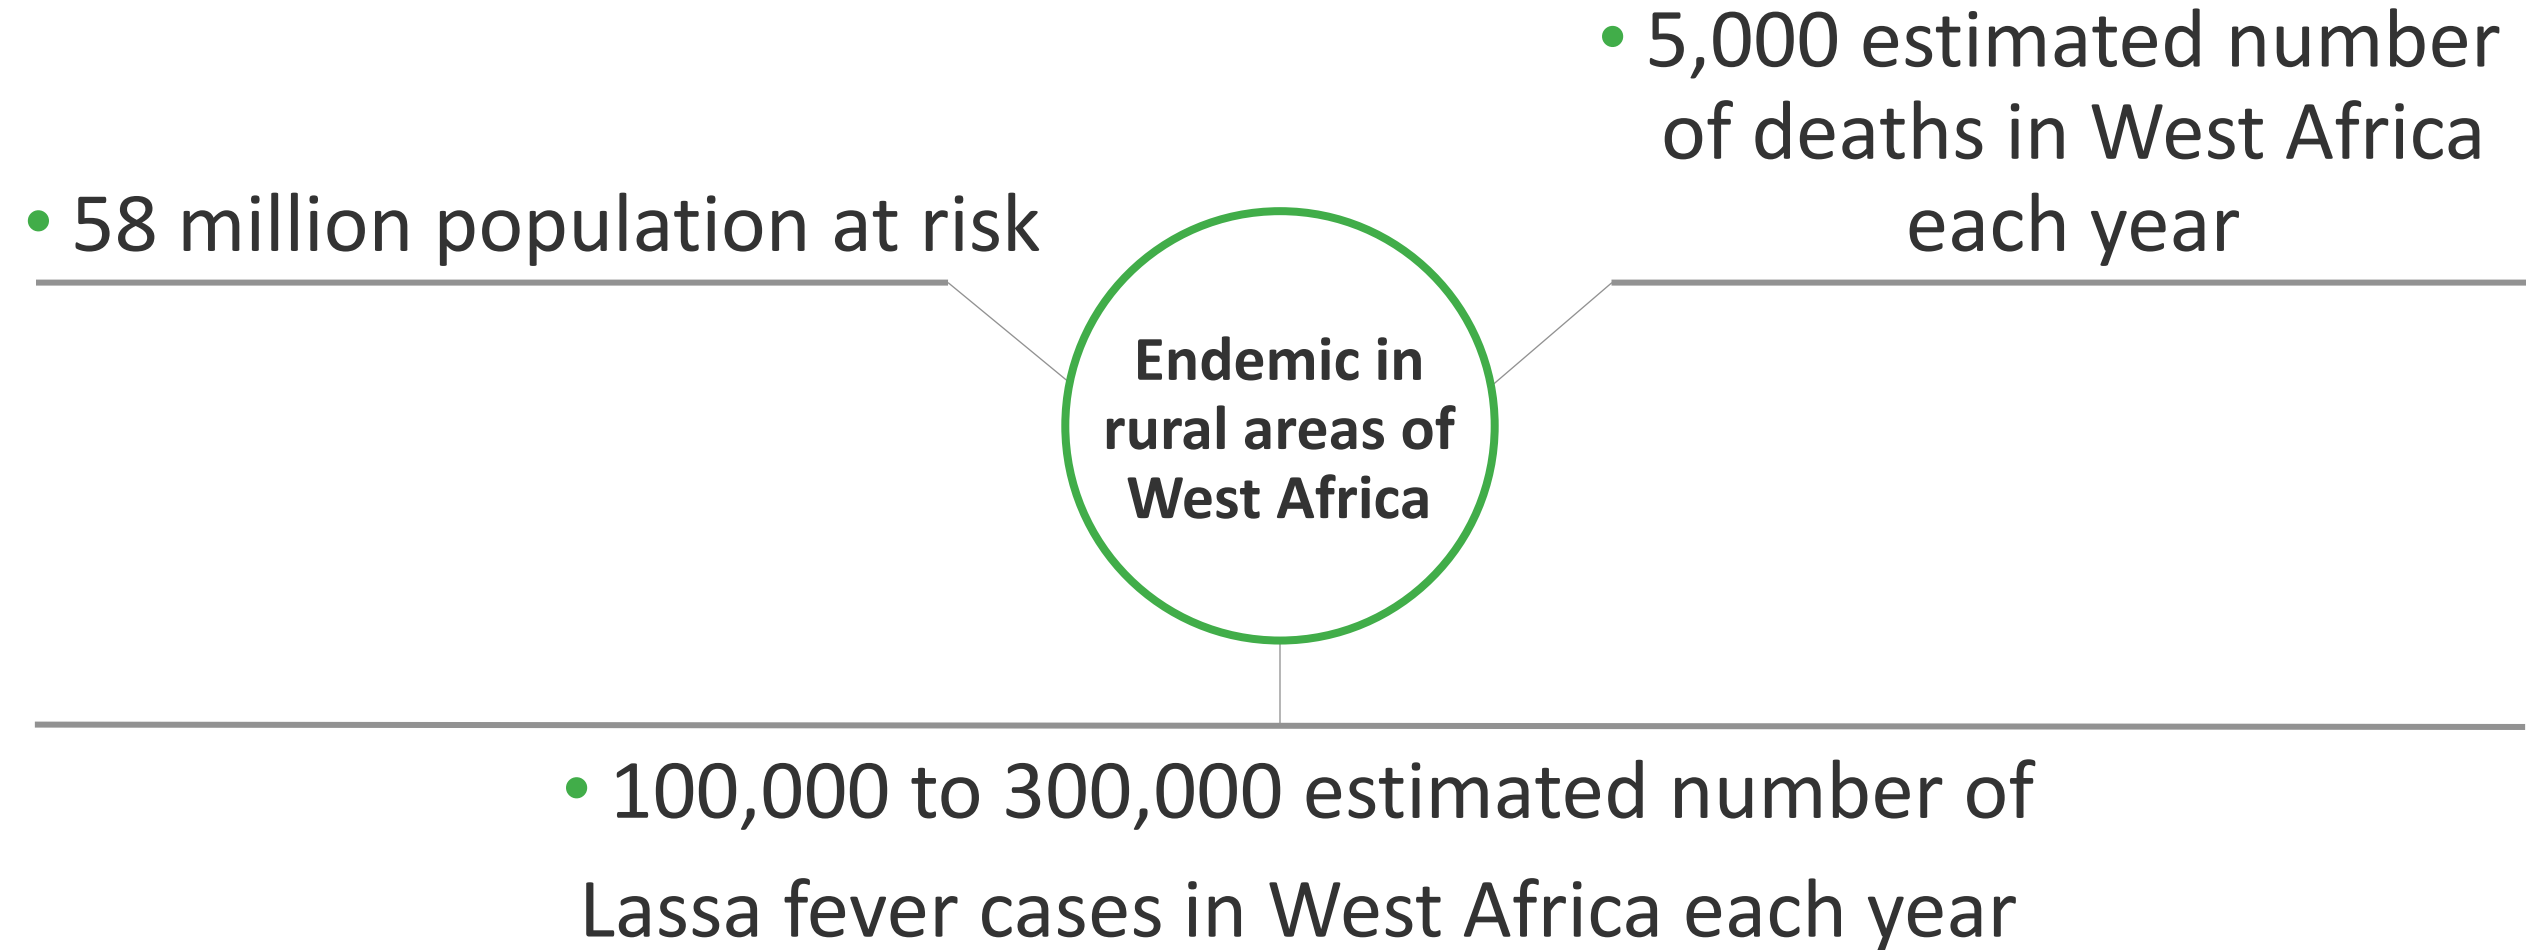 • 58 million population at risk
• 5,000 estimated number
of deaths in West Africa
each year
Endemic in
rural areas of
West Africa
• 100,000 to 300,000 estimated number of
Lassa fever cases in West Africa each year